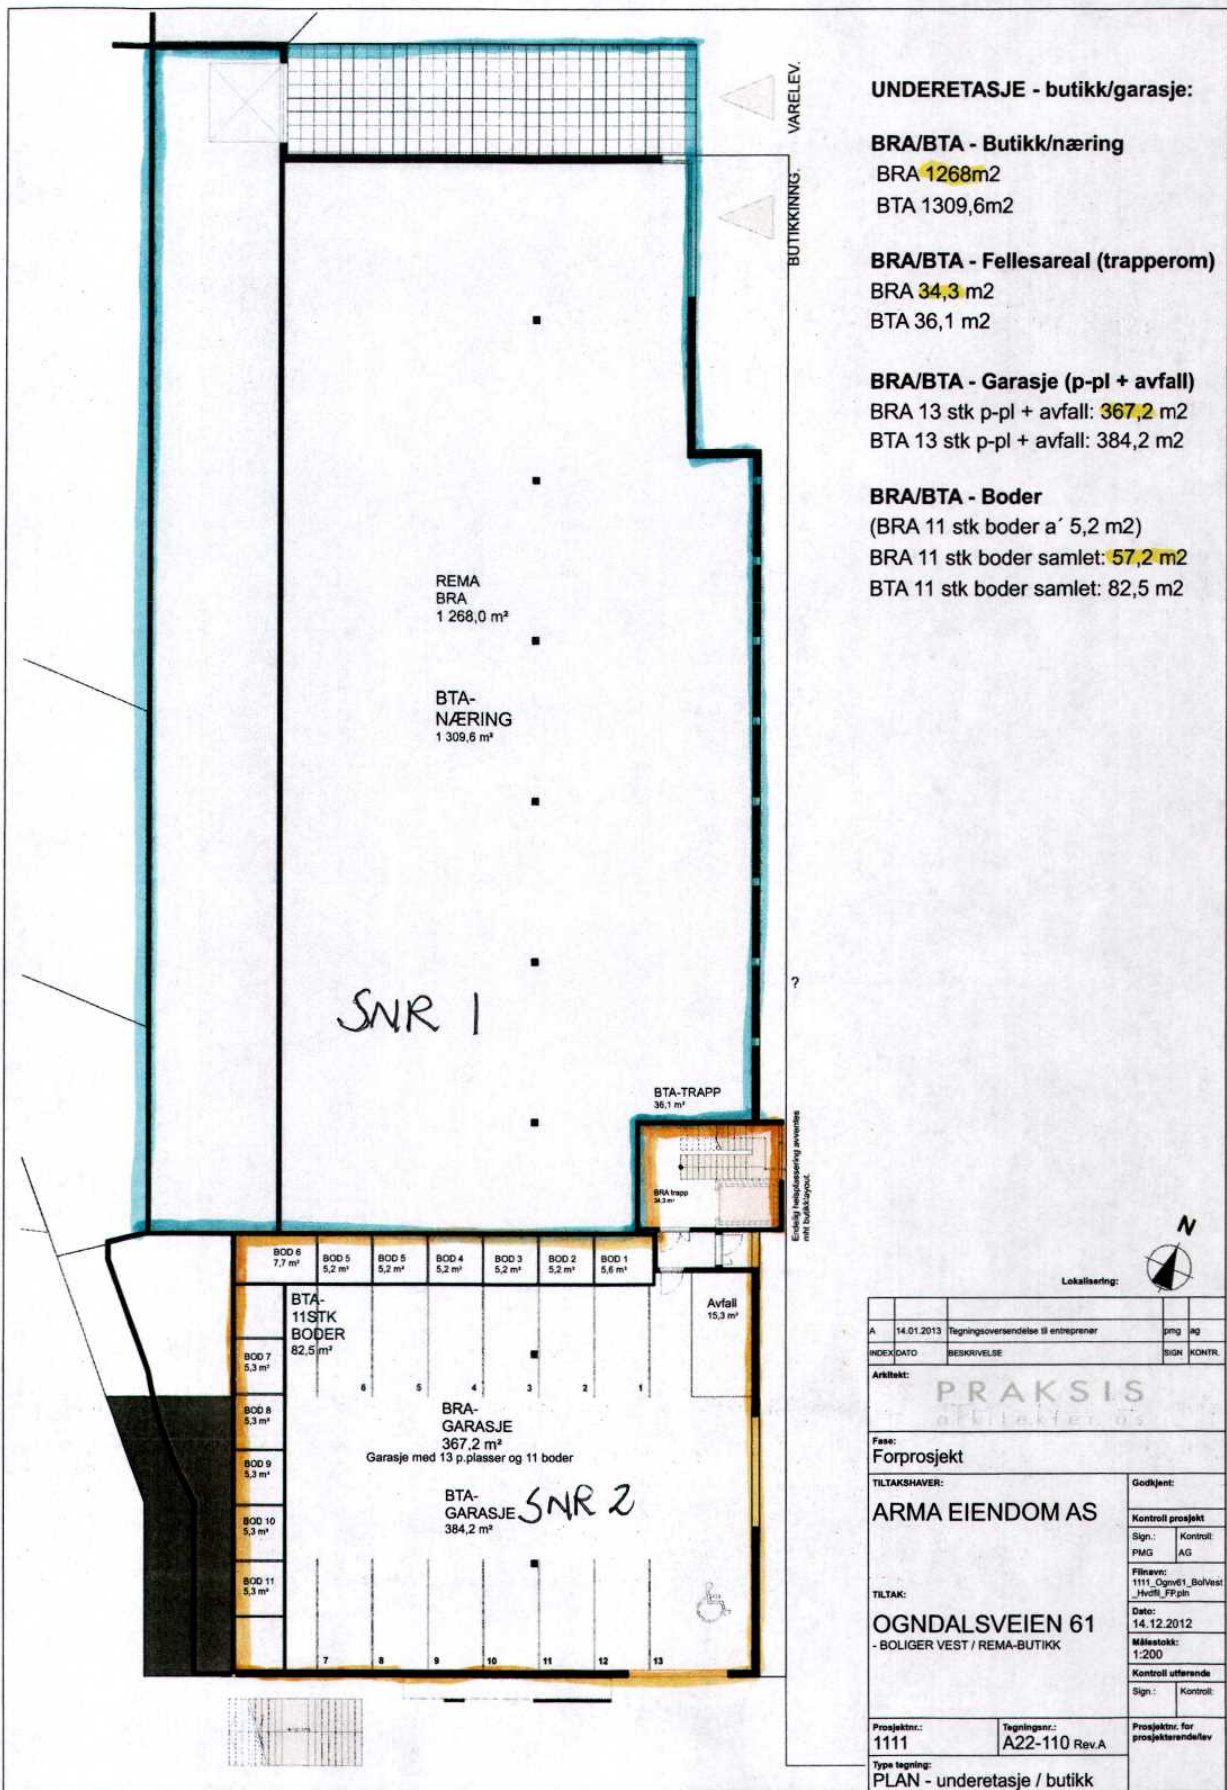 VARELEV.
BUTIKKINNG.
UNDERETASJE - butikk/garasje:
BRA/BTA - Butikk/næring
BRA 1268m2
BTA 1309,6m2
BRA/BTA - Fellesareal (trapperom)
BRA 34,3 m2
BTA 36,1 m2
BRA/BTA - Garasje (p-pl + avfall)
BRA 13 stk p-pl + avfall: 367,2 m2
BTA 13 stk p-pl + avfall: 384,2 m2
BRA/BTA - Boder
(BRA 11 stk boder a´ 5,2 m2)
BRA 11 stk boder samlet: 57,2 m2
BTA 11 stk boder samlet: 82,5 m2
REMA
BRA
1 268,0 m²
BTA-
NÆRING
1 309,6 m²
SNR 1
?
BTA-TRAPP
36,1 m²
BRA trapp
34,3 m²
Endelig heisplassering avventes
mht butikklayout.
BOD 6
7,7 m²
BOD 5
5,2 m²
BOD 5
5,2 m²
BOD 4
5,2 m²
BOD 3
5,2 m²
BOD 2
5,2 m²
BOD 1
5,6 m²
BTA-
11STK
BODER
82,5 m²
Avfall
15,3 m²
BOD 7
5,3 m²
BOD 8
5,3 m²
BOD 9
5,3 m²
BOD 10
5,3 m²
BOD 11
5,3 m²
6 5 4 3 2 1
BRA-
GARASJE
367,2 m²
Garasje med 13 p.plasser og 11 boder
BTA-
GARASJE
384,2 m²
SNR 2
7 8 9 10 11 12 13
N
Lokalisering:
A 14.01.2013 Tegningsoversendelse til entreprenør pmg ag
INDEX DATO BESKRIVELSE SIGN KONTR.
Arkitekt:
PRAKSIS
arkitekter as
Fase:
Forprosjekt
TILTAKSHAVER:
ARMA EIENDOM AS
TILTAK:
OGNDALSVEIEN 61
- BOLIGER VEST / REMA-BUTIKK
Godkjent:
Kontroll prosjekt
Sign.: Kontroll:
PMG AG
Filnavn:
1111_Ognv61_BolVest
_Hvdfil_FP.pln
Dato:
14.12.2012
Målestokk:
1:200
Kontroll utførende
Sign.: Kontroll:
Prosjektnr.:
1111
Tegningsnr.:
A22-110 Rev.A
Prosjektnr. for
prosjekterende/lev
Type tegning:
PLAN - underetasje / butikk